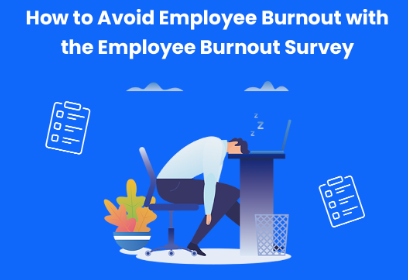 How to Avoid Employee Burnout with
the Employee Burnout Survey
z
Z
z